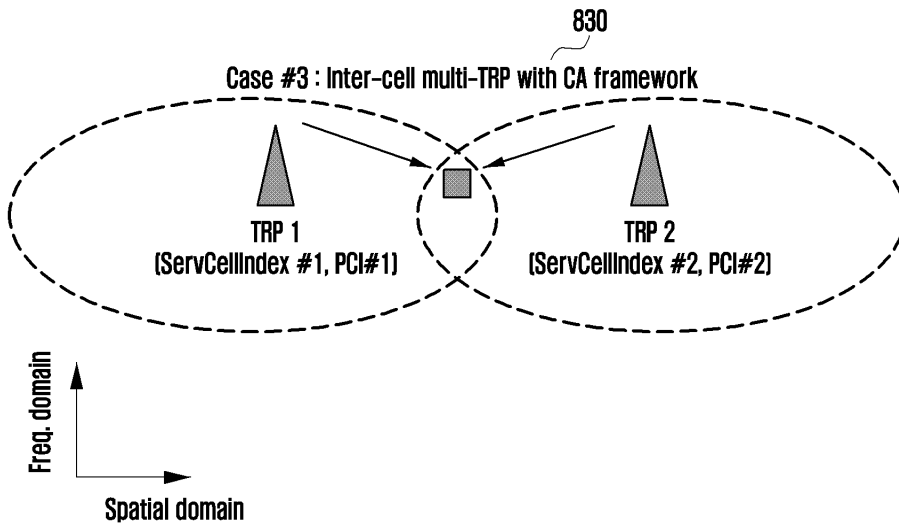 830
Case #3 : Inter-cell multi-TRP with CA framework
TRP 1
(ServCellIndex #1, PCI#1)
TRP 2
(ServCellIndex #2, PCI#2)
Freq. domain
Spatial domain